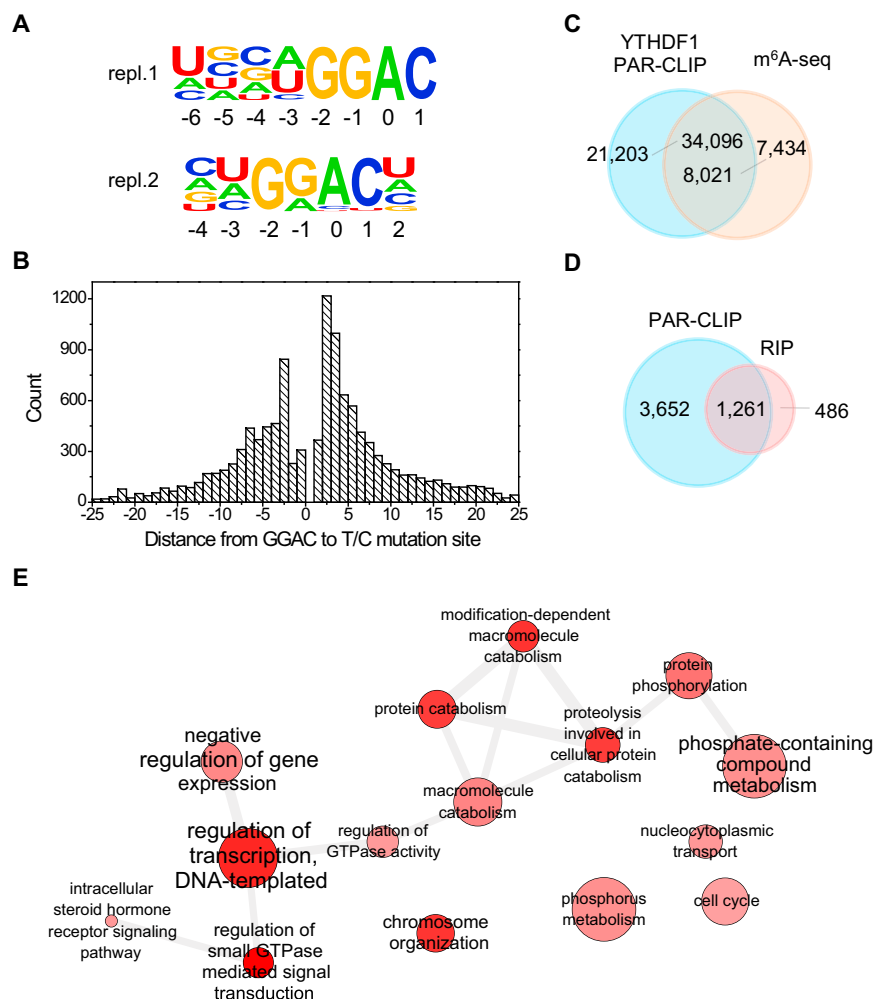 A
repl.1
U G C A G G A C
A C G U
C U A C
A U
-6 -5 -4 -3 -2 -1 0 1
repl.2
C U G G A C U
A A A C U A
G C C
U G
-4 -3 -2 -1 0 1 2
B
Count
1200
900
600
300
0
-25 -20 -15 -10 -5 0 5 10 15 20 25
Distance from GGAC to T/C mutation site
C
YTHDF1
PAR-CLIP
m⁶A-seq
21,203
34,096
8,021
7,434
D
PAR-CLIP
RIP
3,652
1,261
486
E
modification-dependent
macromolecule
catabolism
protein
phosphorylation
protein catabolism
proteolysis
involved in
cellular protein
catabolism
negative
regulation of gene
expression
phosphate-containing
compound
metabolism
macromolecule
catabolism
regulation of
transcription,
DNA-templated
regulation of
GTPase activity
nucleocytoplasmic
transport
intracellular
steroid hormone
receptor signaling
pathway
phosphorus
metabolism
cell cycle
chromosome
organization
regulation of
small GTPase
mediated signal
transduction